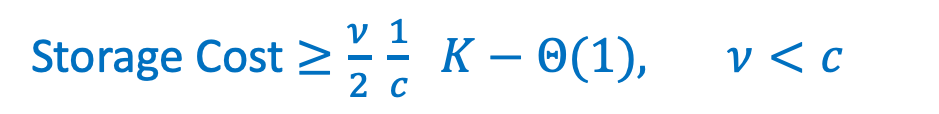 Storage Cost ≥ ν/2 1/c K − Θ(1), ν < c